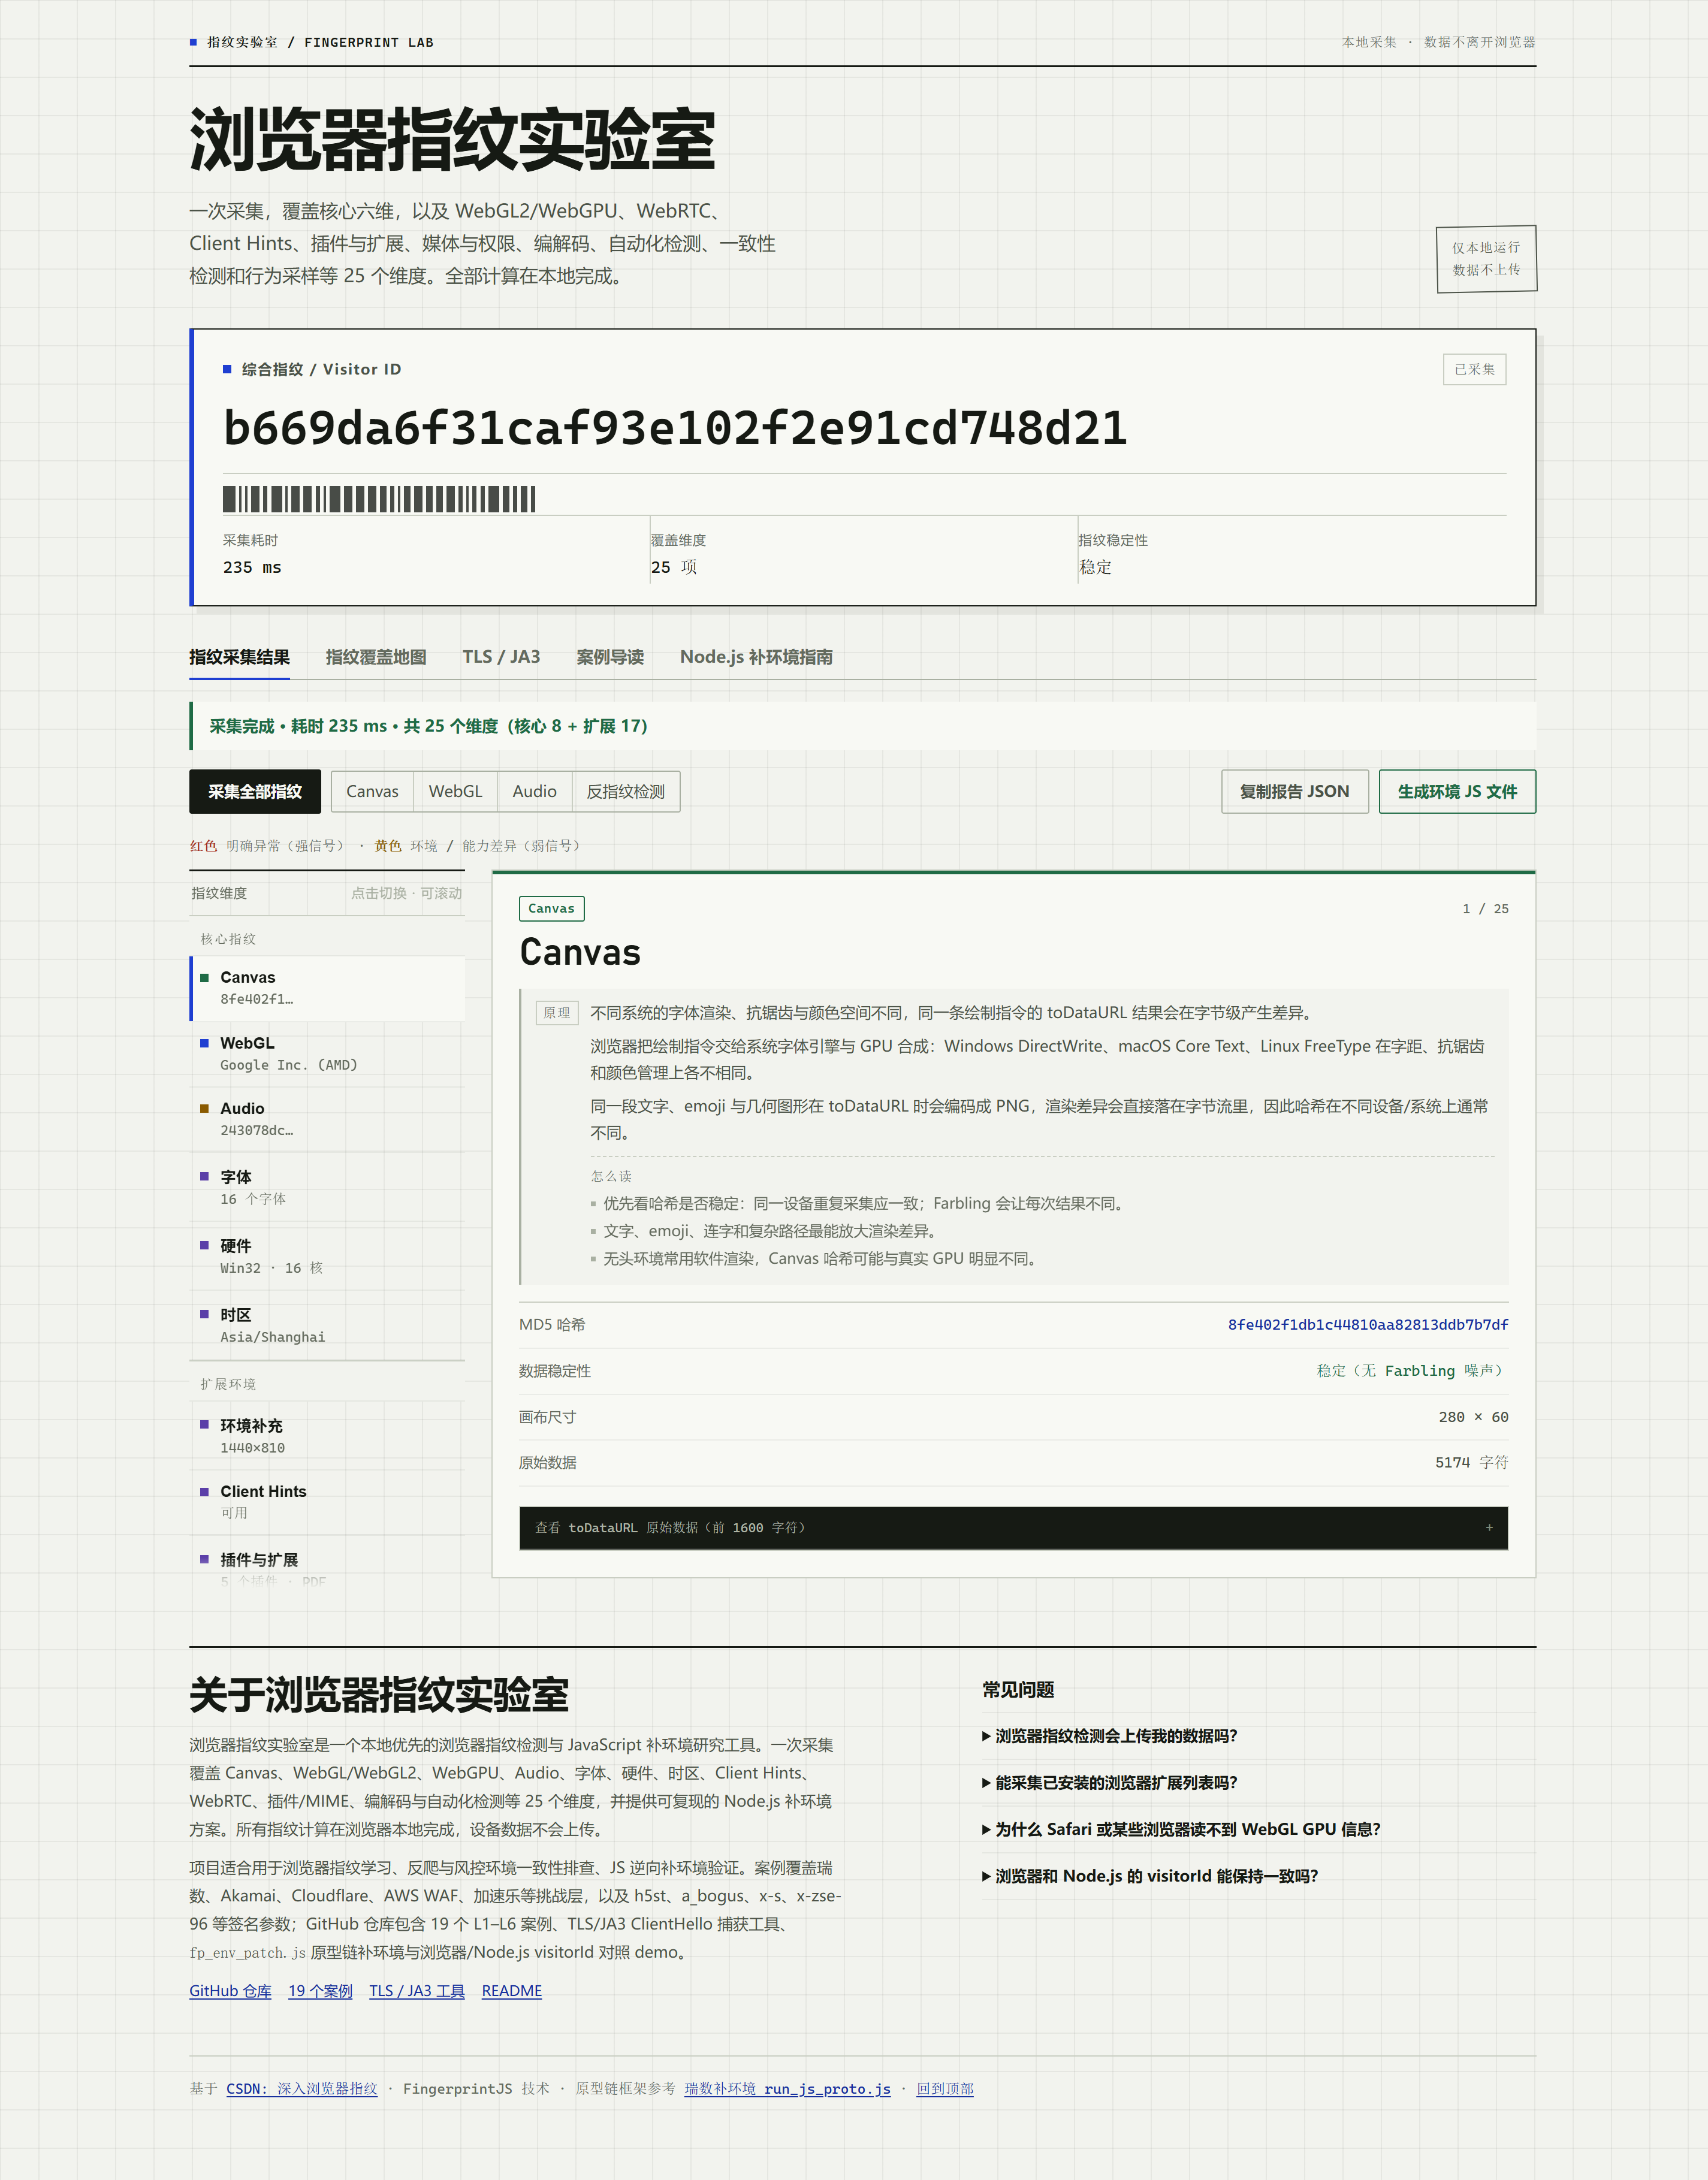 指纹实验室 / FINGERPRINT LAB
本地采集 · 数据不离开浏览器
浏览器指纹实验室
一次采集，覆盖核心六维，以及 WebGL2/WebGPU、WebRTC、
Client Hints、插件与扩展、媒体与权限、编解码、自动化检测、一致性
检测和行为采样等 25 个维度。全部计算在本地完成。
仅本地运行
数据不上传
综合指纹 / Visitor ID
已采集
b669da6f31caf93e102f2e91cd748d21
采集耗时
235 ms
覆盖维度
25 项
指纹稳定性
稳定
指纹采集结果
指纹覆盖地图
TLS / JA3
案例导读
Node.js 补环境指南
采集完成 • 耗时 235 ms • 共 25 个维度（核心 8 + 扩展 17）
采集全部指纹
Canvas
WebGL
Audio
反指纹检测
复制报告 JSON
生成环境 JS 文件
红色 明确异常（强信号） · 黄色 环境 / 能力差异（弱信号）
指纹维度
点击切换 · 可滚动
核心指纹
Canvas
8fe402f1…
WebGL
Google Inc. (AMD)
Audio
243078dc…
字体
16 个字体
硬件
Win32 · 16 核
时区
Asia/Shanghai
扩展环境
环境补充
1440×810
Client Hints
可用
插件与扩展
5 个插件 · PDF
Canvas
1 / 25
Canvas
原理
不同系统的字体渲染、抗锯齿与颜色空间不同，同一条绘制指令的 toDataURL 结果会在字节级产生差异。
浏览器把绘制指令交给系统字体引擎与 GPU 合成：Windows DirectWrite、macOS Core Text、Linux FreeType 在字距、抗锯齿
和颜色管理上各不相同。
同一段文字、emoji 与几何图形在 toDataURL 时会编码成 PNG，渲染差异会直接落在字节流里，因此哈希在不同设备/系统上通常
不同。
怎么读
优先看哈希是否稳定：同一设备重复采集应一致；Farbling 会让每次结果不同。
文字、emoji、连字和复杂路径最能放大渲染差异。
无头环境常用软件渲染，Canvas 哈希可能与真实 GPU 明显不同。
MD5 哈希
8fe402f1db1c44810aa82813ddb7b7df
数据稳定性
稳定（无 Farbling 噪声）
画布尺寸
280 × 60
原始数据
5174 字符
查看 toDataURL 原始数据（前 1600 字符）
+
关于浏览器指纹实验室
浏览器指纹实验室是一个本地优先的浏览器指纹检测与 JavaScript 补环境研究工具。一次采集
覆盖 Canvas、WebGL/WebGL2、WebGPU、Audio、字体、硬件、时区、Client Hints、
WebRTC、插件/MIME、编解码与自动化检测等 25 个维度，并提供可复现的 Node.js 补环境
方案。所有指纹计算在浏览器本地完成，设备数据不会上传。
项目适合用于浏览器指纹学习、反爬与风控环境一致性排查、JS 逆向补环境验证。案例覆盖瑞
数、Akamai、Cloudflare、AWS WAF、加速乐等挑战层，以及 h5st、a_bogus、x-s、x-zse-
96 等签名参数；GitHub 仓库包含 19 个 L1–L6 案例、TLS/JA3 ClientHello 捕获工具、
fp_env_patch.js 原型链补环境与浏览器/Node.js visitorId 对照 demo。
GitHub 仓库
19 个案例
TLS / JA3 工具
README
常见问题
浏览器指纹检测会上传我的数据吗？
能采集已安装的浏览器扩展列表吗？
为什么 Safari 或某些浏览器读不到 WebGL GPU 信息？
浏览器和 Node.js 的 visitorId 能保持一致吗？
基于 CSDN: 深入浏览器指纹 · FingerprintJS 技术 · 原型链框架参考 瑞数补环境 run_js_proto.js · 回到顶部